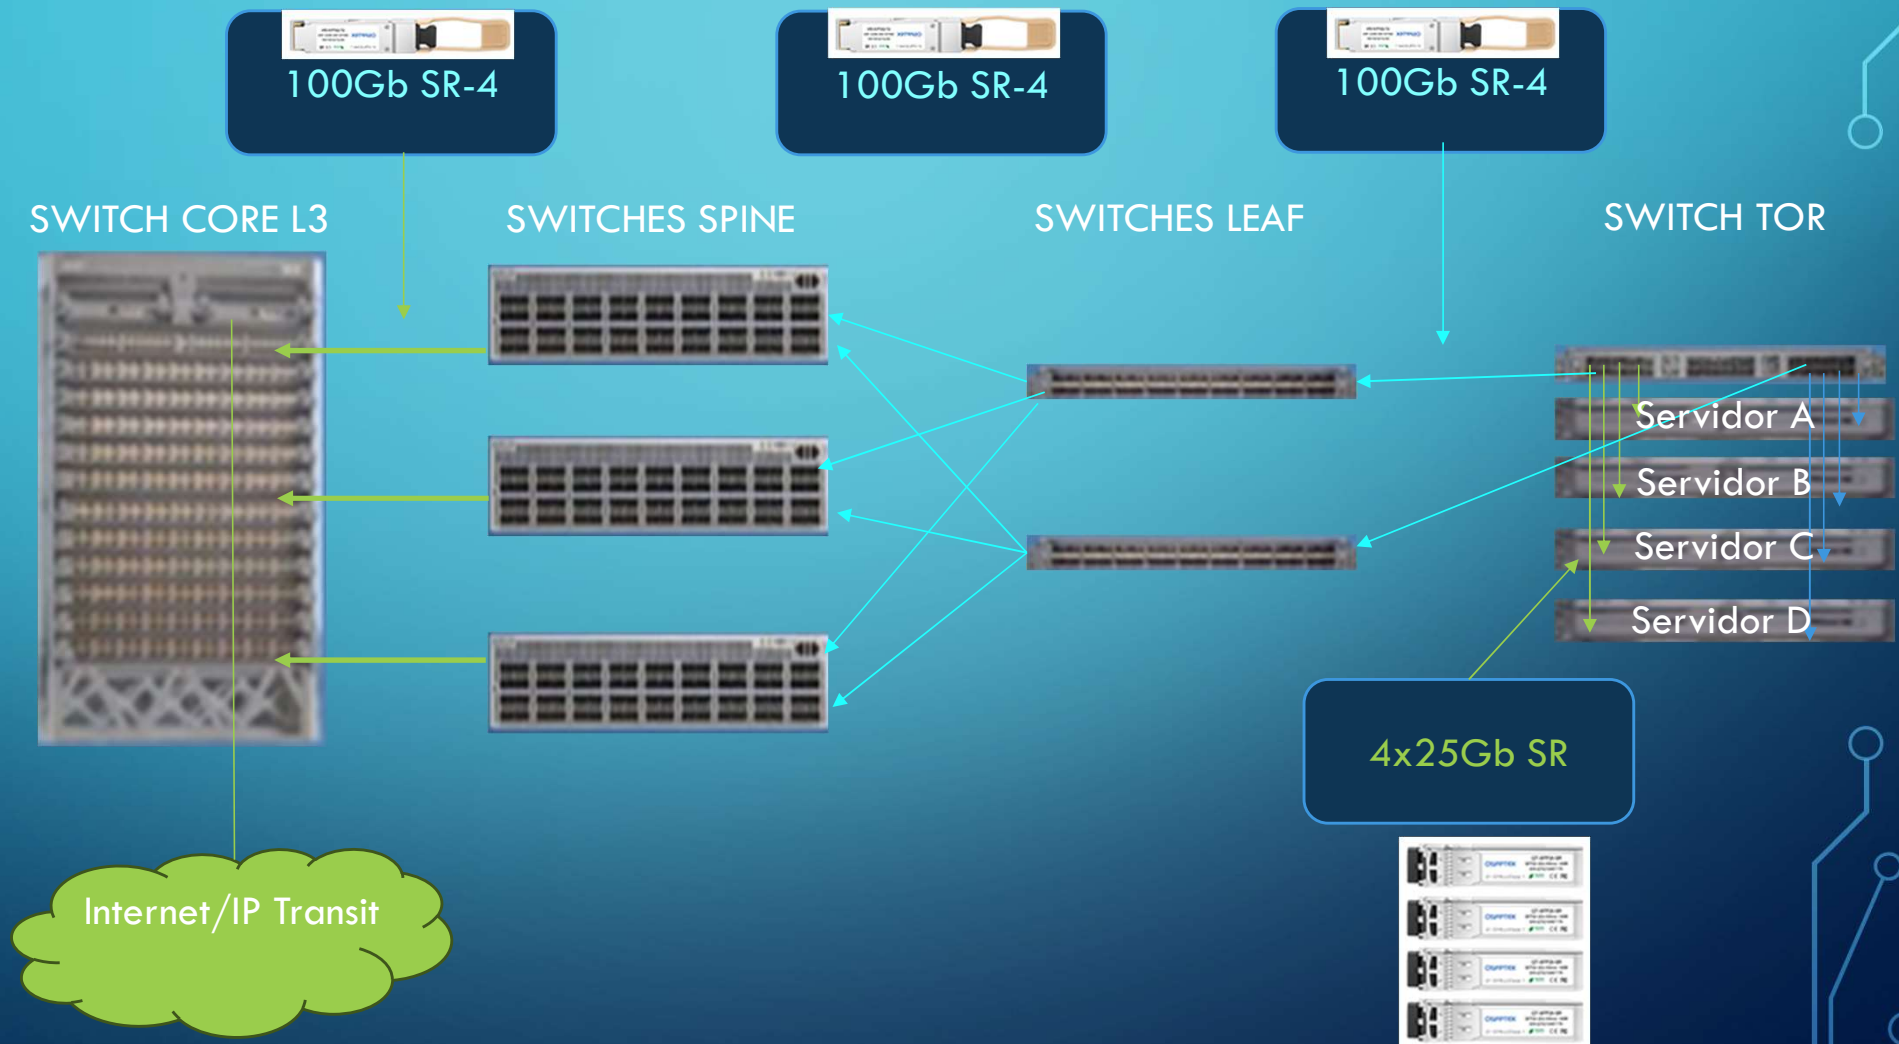 100Gb SR-4
100Gb SR-4
100Gb SR-4
SWITCH CORE L3
SWITCHES SPINE
SWITCHES LEAF
SWITCH TOR
Servidor A
Servidor B
Servidor C
Servidor D
4x25Gb SR
Internet/IP Transit